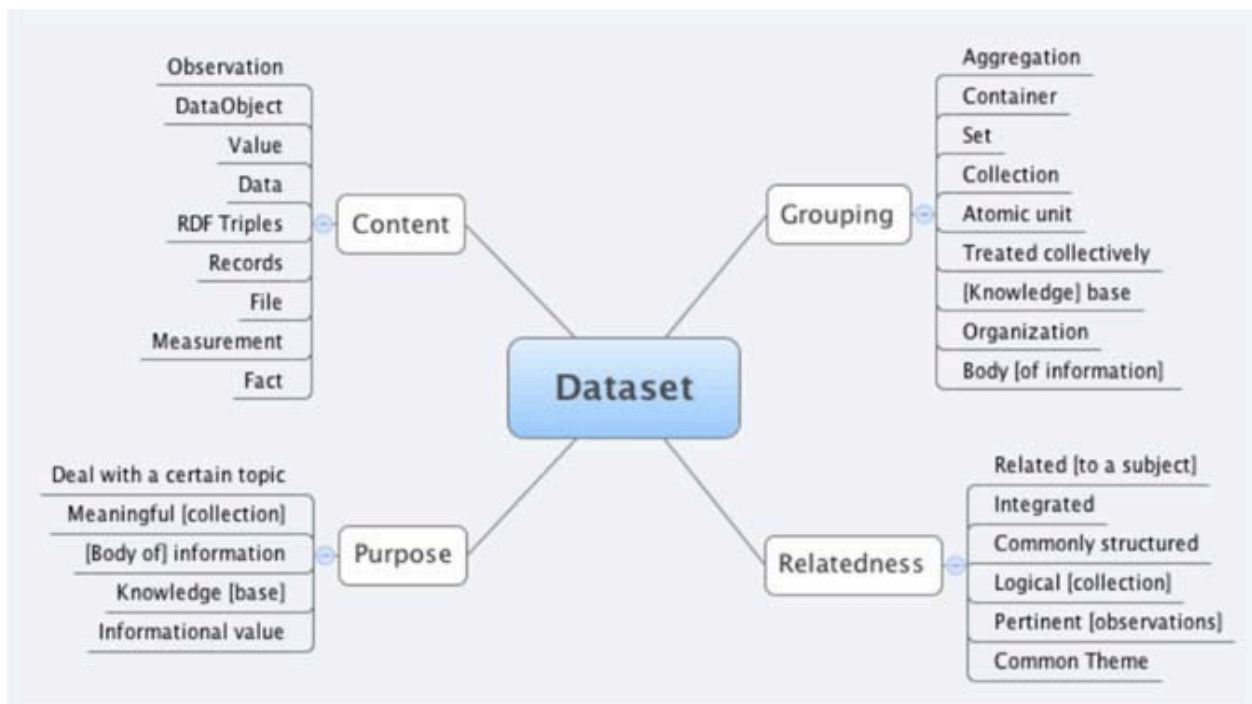 Observation
DataObject
Value
Data
RDF Triples
Records
File
Measurement
Fact
Content
Aggregation
Container
Set
Collection
Atomic unit
Treated collectively
[Knowledge] base
Organization
Body [of information]
Grouping
Dataset
Deal with a certain topic
Meaningful [collection]
[Body of] information
Knowledge [base]
Informational value
Purpose
Related [to a subject]
Integrated
Commonly structured
Logical [collection]
Pertinent [observations]
Common Theme
Relatedness